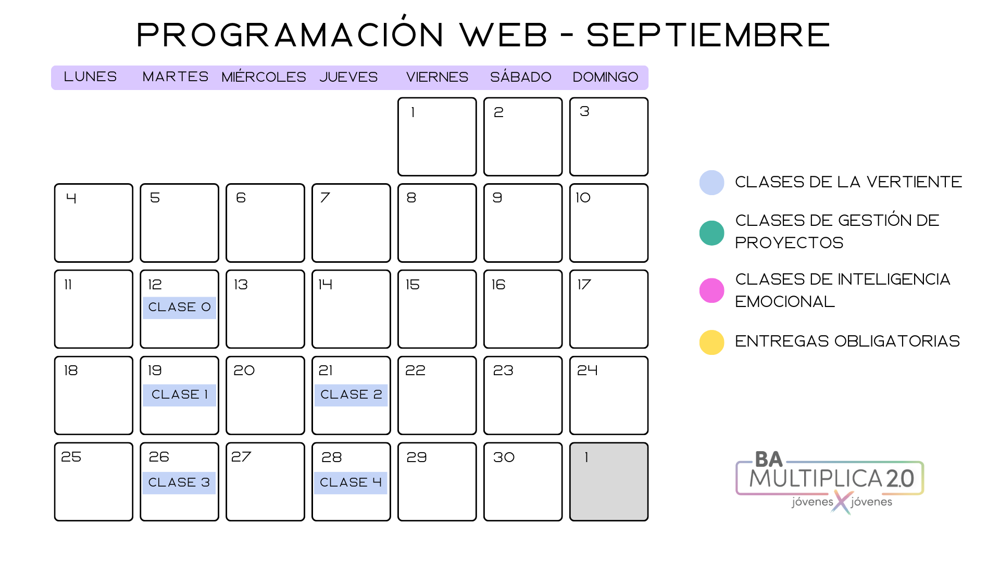 PROGRAMACIÓN WEB - SEPTIEMBRE
LUNES MARTES MIÉRCOLES JUEVES VIERNES SÁBADO DOMINGO
1 2 3
4 5 6 7 8 9 10
11 12 13 14 15 16 17
CLASE 0
18 19 20 21 22 23 24
CLASE 1 CLASE 2
25 26 27 28 29 30 1
CLASE 3 CLASE 4
CLASES DE LA VERTIENTE
CLASES DE GESTIÓN DE
PROYECTOS
CLASES DE INTELIGENCIA
EMOCIONAL
ENTREGAS OBLIGATORIAS
BA
MULTIPLICA 2.0
jóvenes X jóvenes